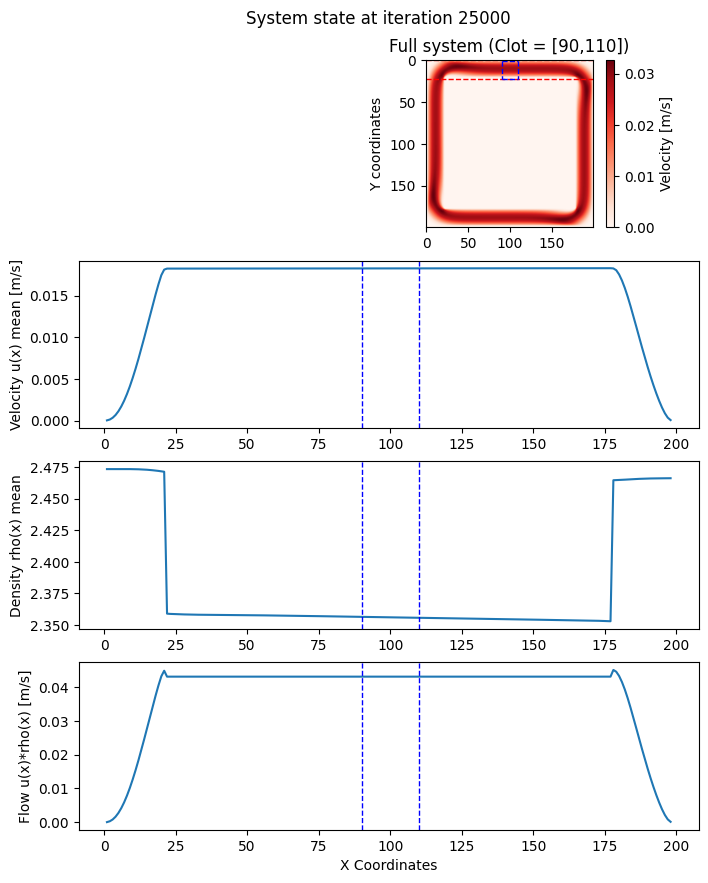 System state at iteration 25000
Full system (Clot = [90,110])
0
50
100
150
Y coordinates
0 50 100 150
0.03
0.02
0.01
0.00
Velocity [m/s]
0.015
0.010
0.005
0.000
Velocity u(x) mean [m/s]
0 25 50 75 100 125 150 175 200
2.475
2.450
2.425
2.400
2.375
2.350
Density rho(x) mean
0 25 50 75 100 125 150 175 200
0.04
0.03
0.02
0.01
0.00
Flow u(x)*rho(x) [m/s]
0 25 50 75 100 125 150 175 200
X Coordinates